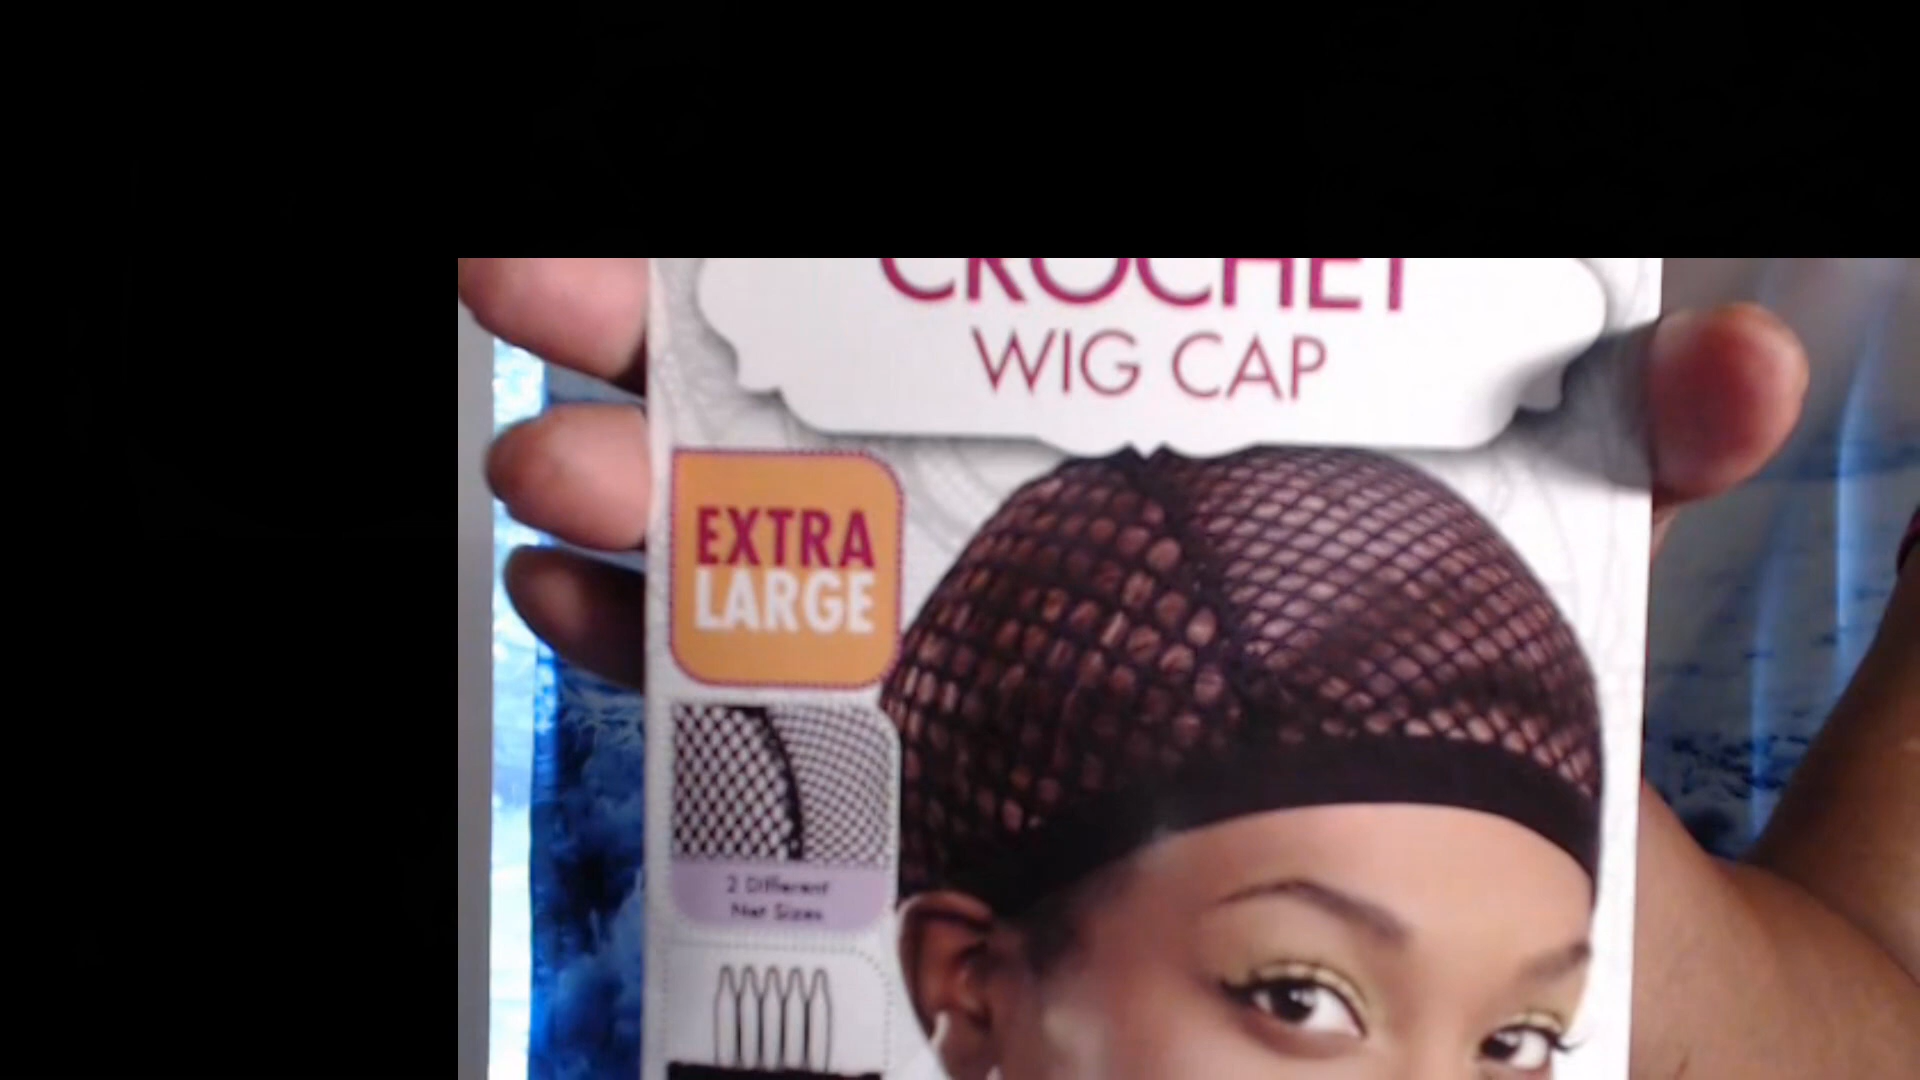 CROCHET
WIG CAP
EXTRA
LARGE
2 Different
Net Sizes